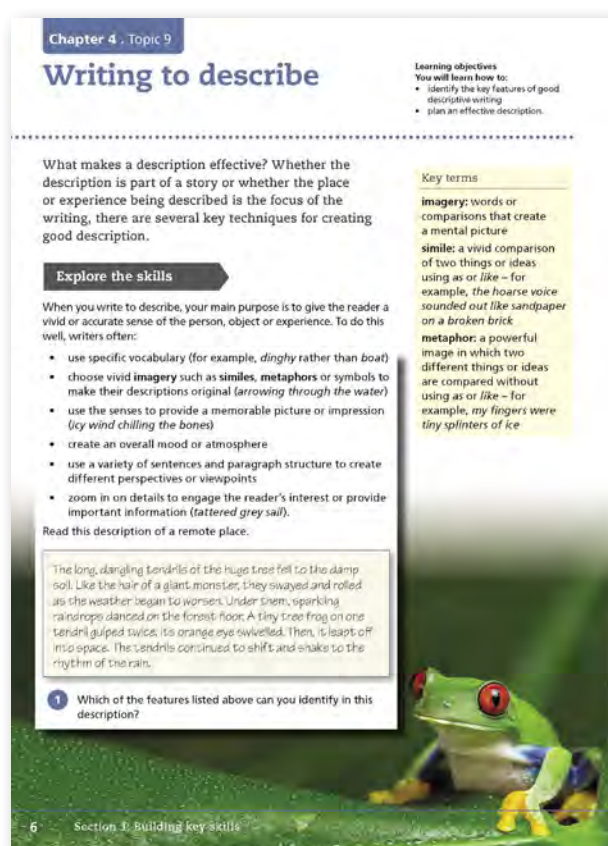 Chapter 4 . Topic 9
Writing to describe
Learning objectives
You will learn how to:
• identify the key features of good
descriptive writing
• plan an effective description.
What makes a description effective? Whether the
description is part of a story or whether the place
or experience being described is the focus of the
writing, there are several key techniques for creating
good description.
Explore the skills
When you write to describe, your main purpose is to give the reader a
vivid or accurate sense of the person, object or experience. To do this
well, writers often:
• use specific vocabulary (for example, dinghy rather than boat)
• choose vivid imagery such as similes, metaphors or symbols to
make their descriptions original (arrowing through the water)
• use the senses to provide a memorable picture or impression
(icy wind chilling the bones)
• create an overall mood or atmosphere
• use a variety of sentences and paragraph structure to create
different perspectives or viewpoints
• zoom in on details to engage the reader's interest or provide
important information (tattered grey sail).
Read this description of a remote place.
The long, dangling tendrils of the huge tree fell to the damp
soil. Like the hair of a giant monster, they swayed and rolled
as the weather began to worsen. Under them, sparkling
raindrops danced on the forest floor. A tiny tree frog on one
tendril gulped twice, its orange eye swivelled. Then, it leapt off
into space. The tendrils continued to shift and shake to the
rhythm of the rain.
1 Which of the features listed above can you identify in this
description?
Key terms
imagery: words or
comparisons that create
a mental picture
simile: a vivid comparison
of two things or ideas
using as or like – for
example, the hoarse voice
sounded out like sandpaper
on a broken brick
metaphor: a powerful
image in which two
different things or ideas
are compared without
using as or like – for
example, my fingers were
tiny splinters of ice
6 Section 1: Building key skills